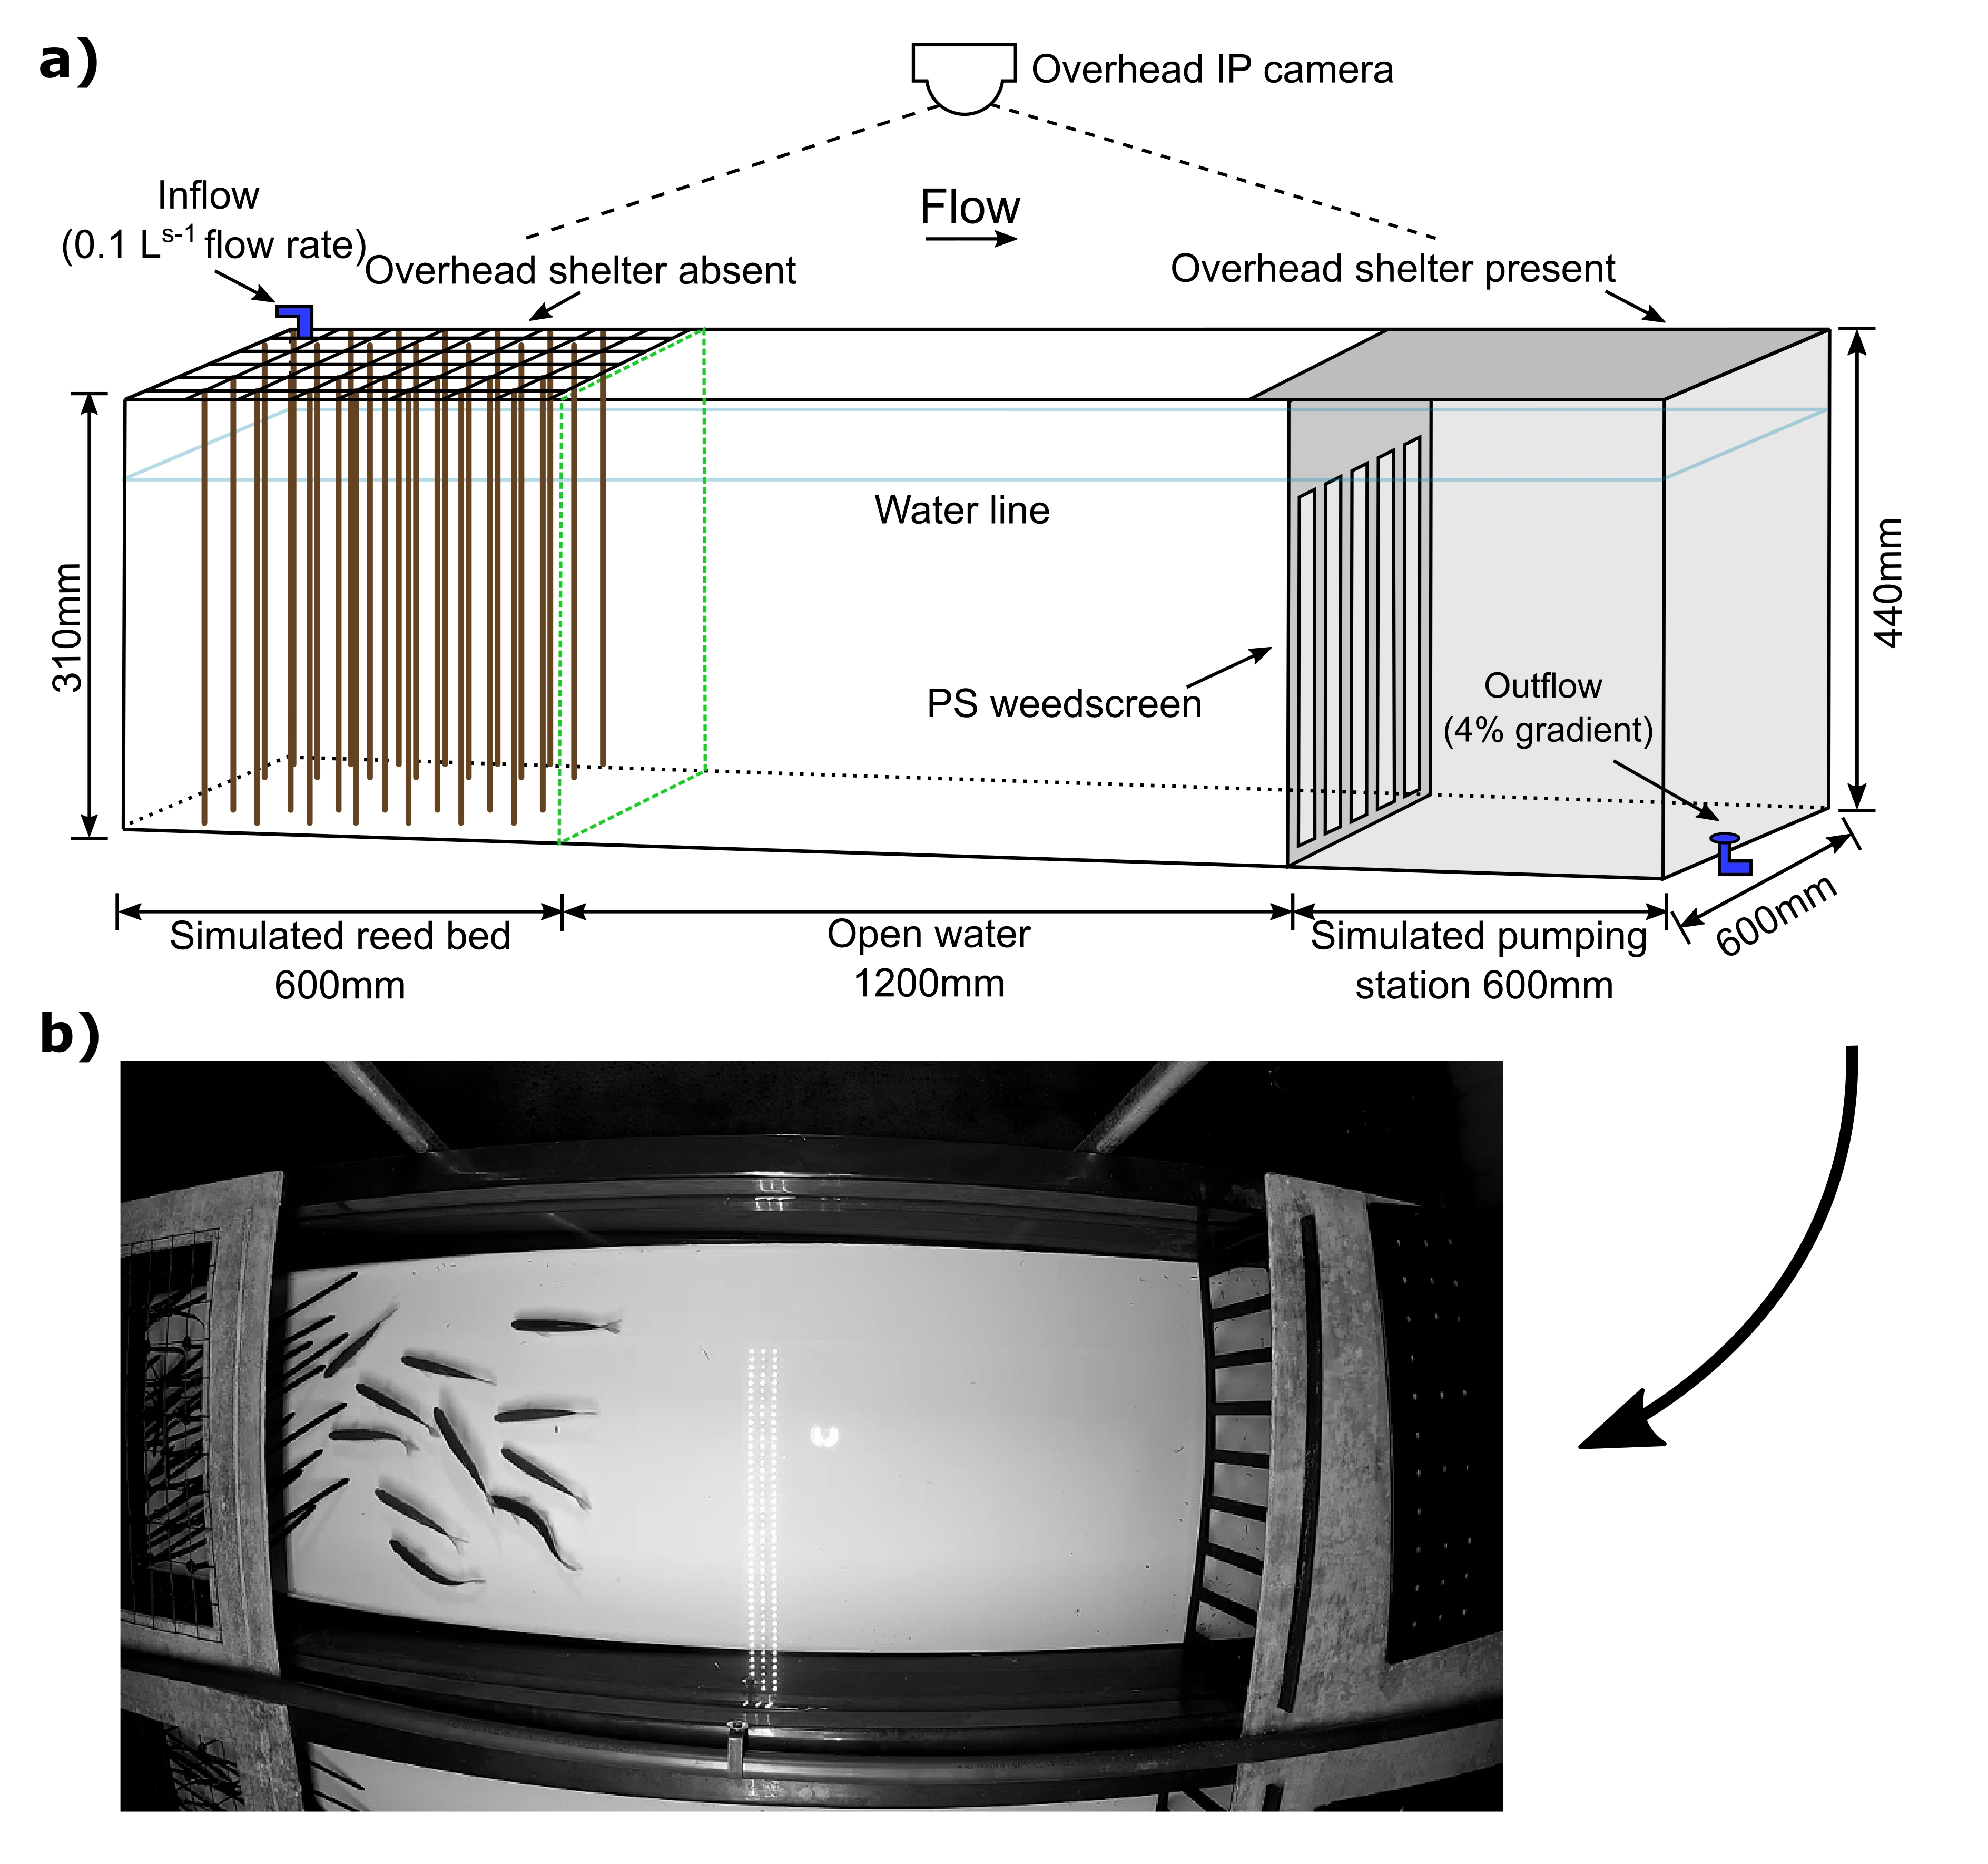 a)
Overhead IP camera
Inflow
(0.1 L^s-1 flow rate)
Flow
Overhead shelter absent
Overhead shelter present
Water line
310mm
440mm
PS weedscreen
Outflow
(4% gradient)
600mm
Simulated reed bed
600mm
Open water
1200mm
Simulated pumping
station 600mm
b)